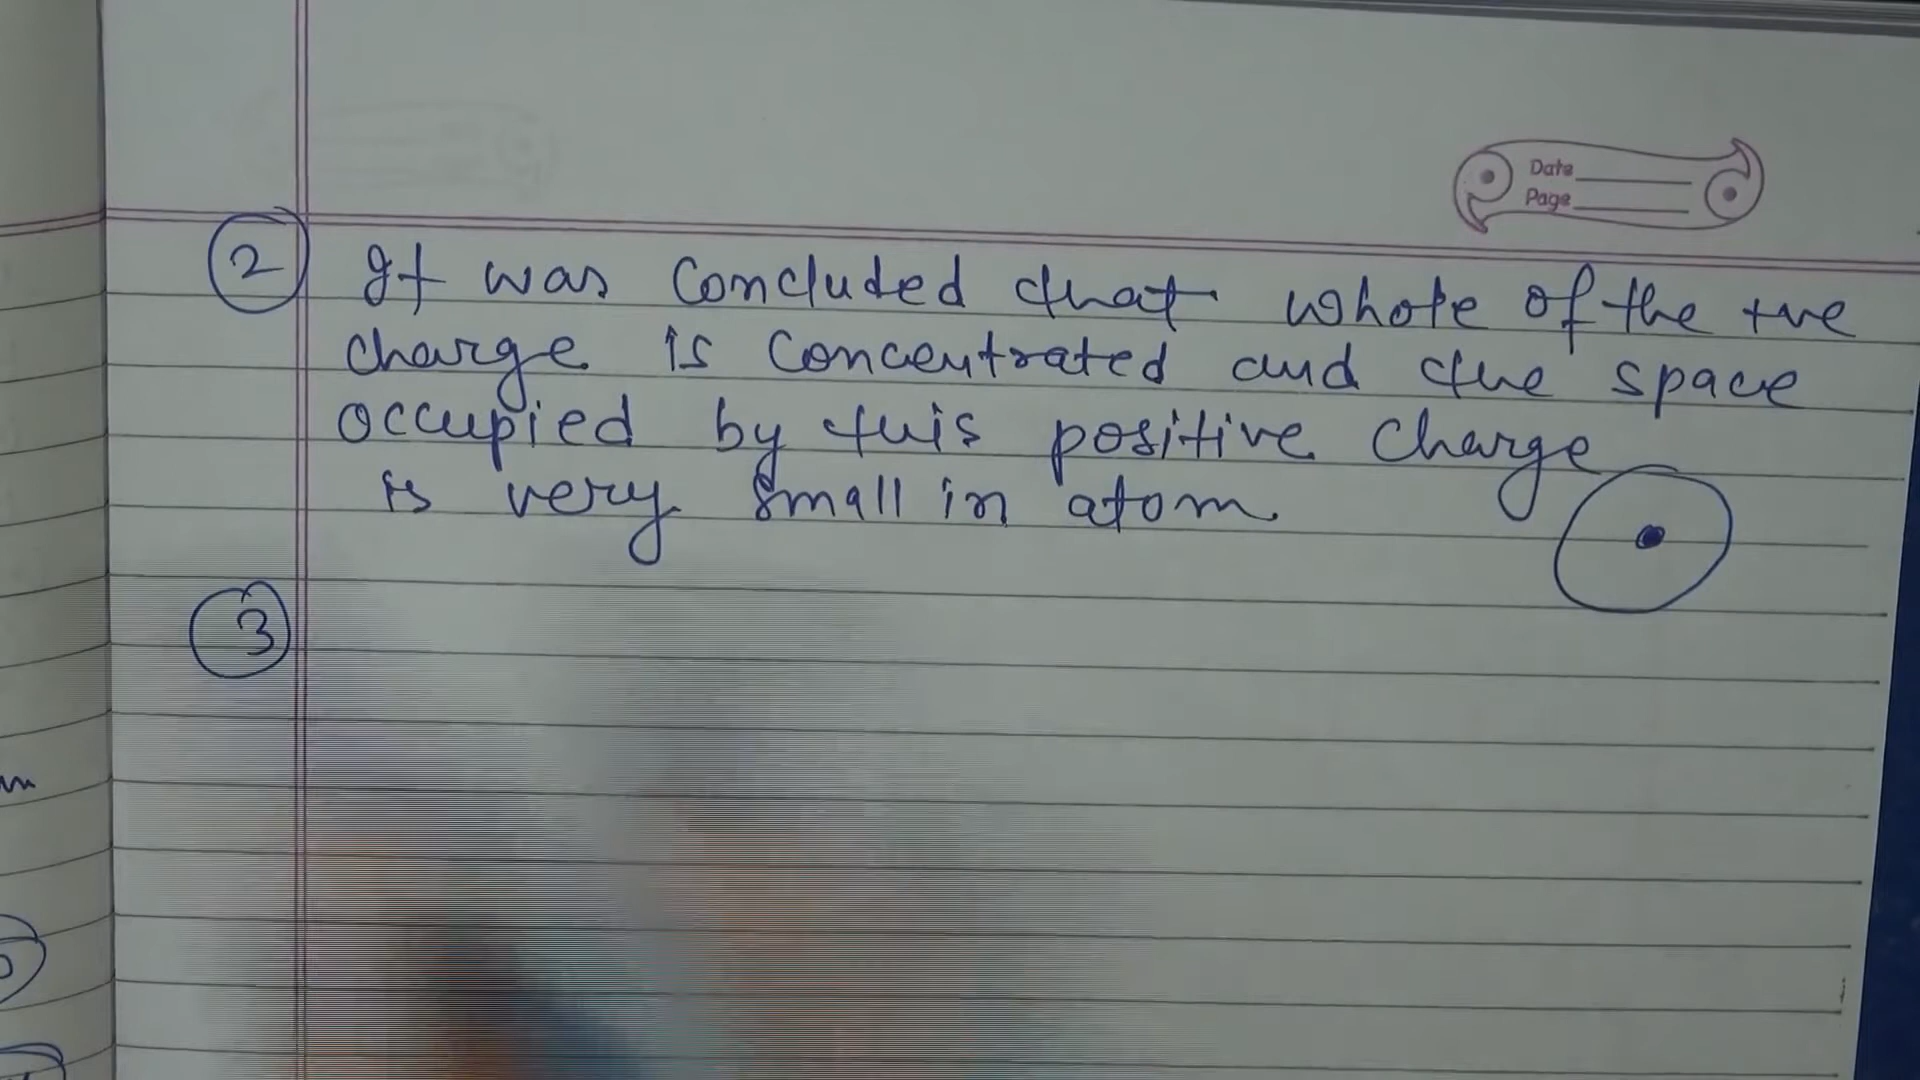 Date
Page
② It was concluded that whole of the +ve
charge is concentrated and the space
occupied by this positive charge
is very small in atom.
③